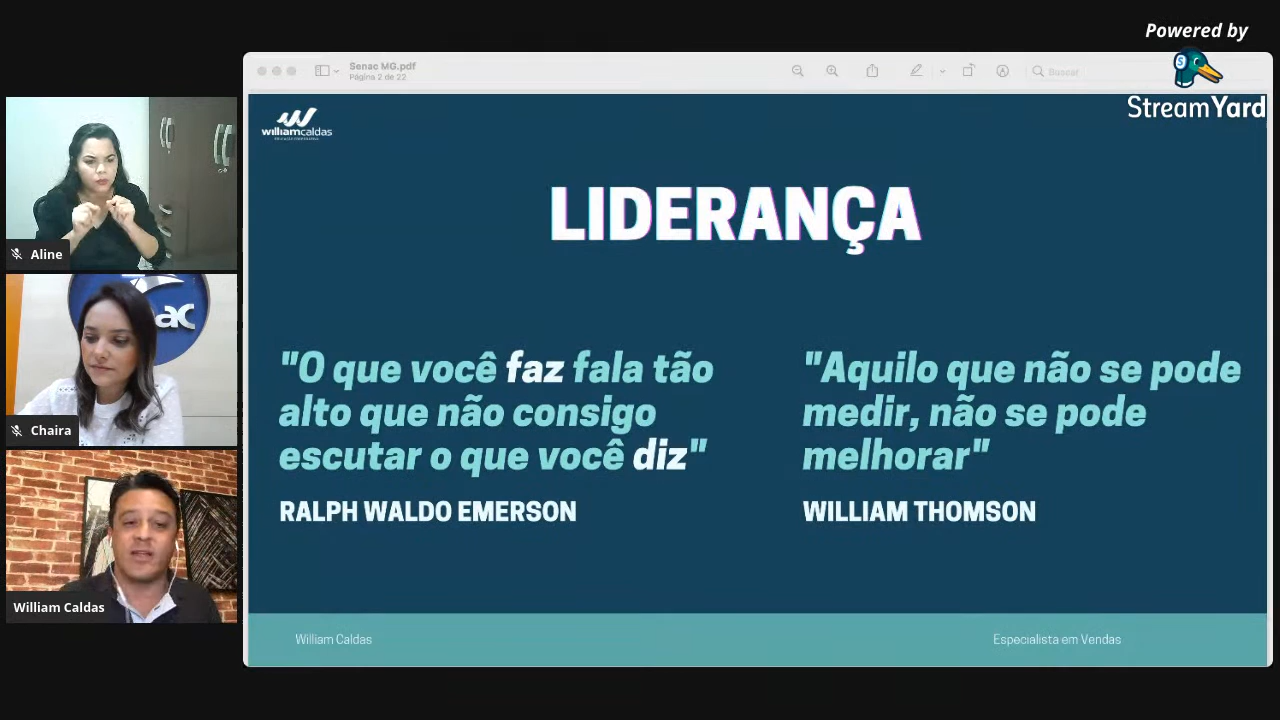 Powered by
StreamYard
Senac MG.pdf
Página 2 de 22
Buscar
williamcaldas
LIDERANÇA
"O que você faz fala tão
alto que não consigo
escutar o que você diz"
RALPH WALDO EMERSON
"Aquilo que não se pode
medir, não se pode
melhorar"
WILLIAM THOMSON
William Caldas
Especialista em Vendas
Aline
ac
Chaira
William Caldas